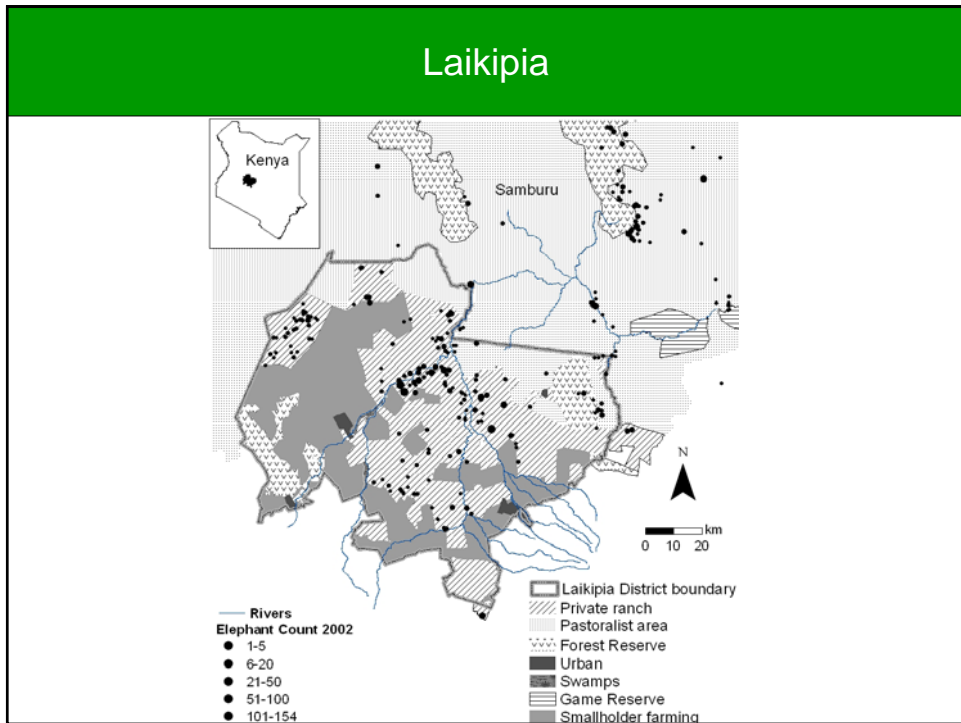 Laikipia
Kenya
Samburu
N
km
0 10 20
Rivers
Elephant Count 2002
1-5
6-20
21-50
51-100
101-154
Laikipia District boundary
Private ranch
Pastoralist area
Forest Reserve
Urban
Swamps
Game Reserve
Smallholder farming